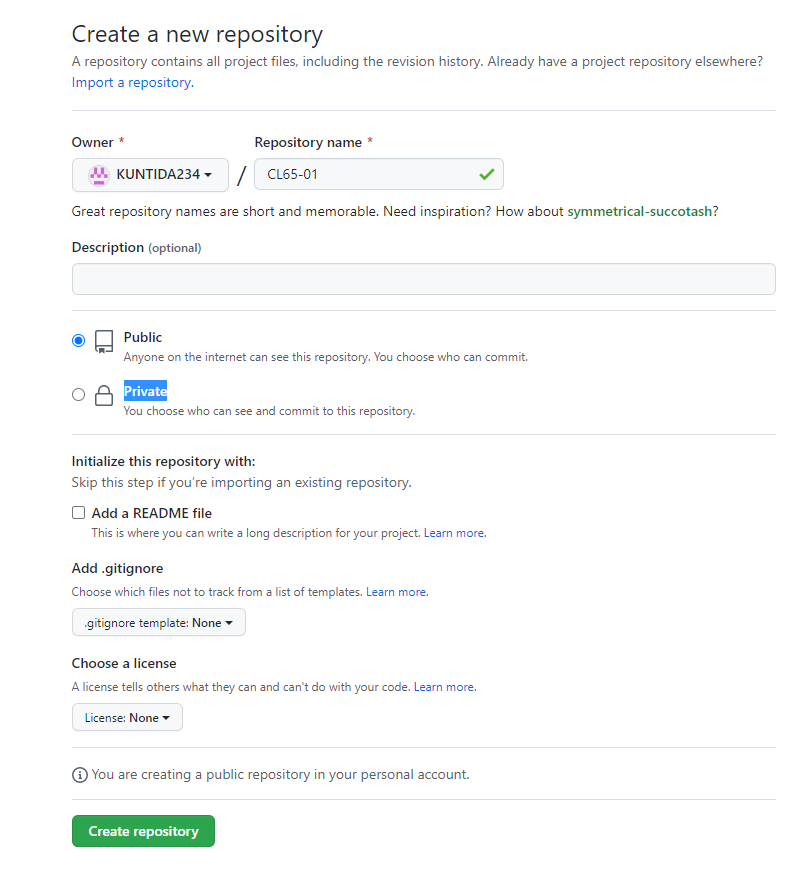 Create a new repository
A repository contains all project files, including the revision history. Already have a project repository elsewhere?
Import a repository.
Owner * Repository name *
KUNTIDA234 / CL65-01
Great repository names are short and memorable. Need inspiration? How about symmetrical-succotash?
Description (optional)
Public
Anyone on the internet can see this repository. You choose who can commit.
Private
You choose who can see and commit to this repository.
Initialize this repository with:
Skip this step if you're importing an existing repository.
Add a README file
This is where you can write a long description for your project. Learn more.
Add .gitignore
Choose which files not to track from a list of templates. Learn more.
.gitignore template: None
Choose a license
A license tells others what they can and can't do with your code. Learn more.
License: None
You are creating a public repository in your personal account.
Create repository